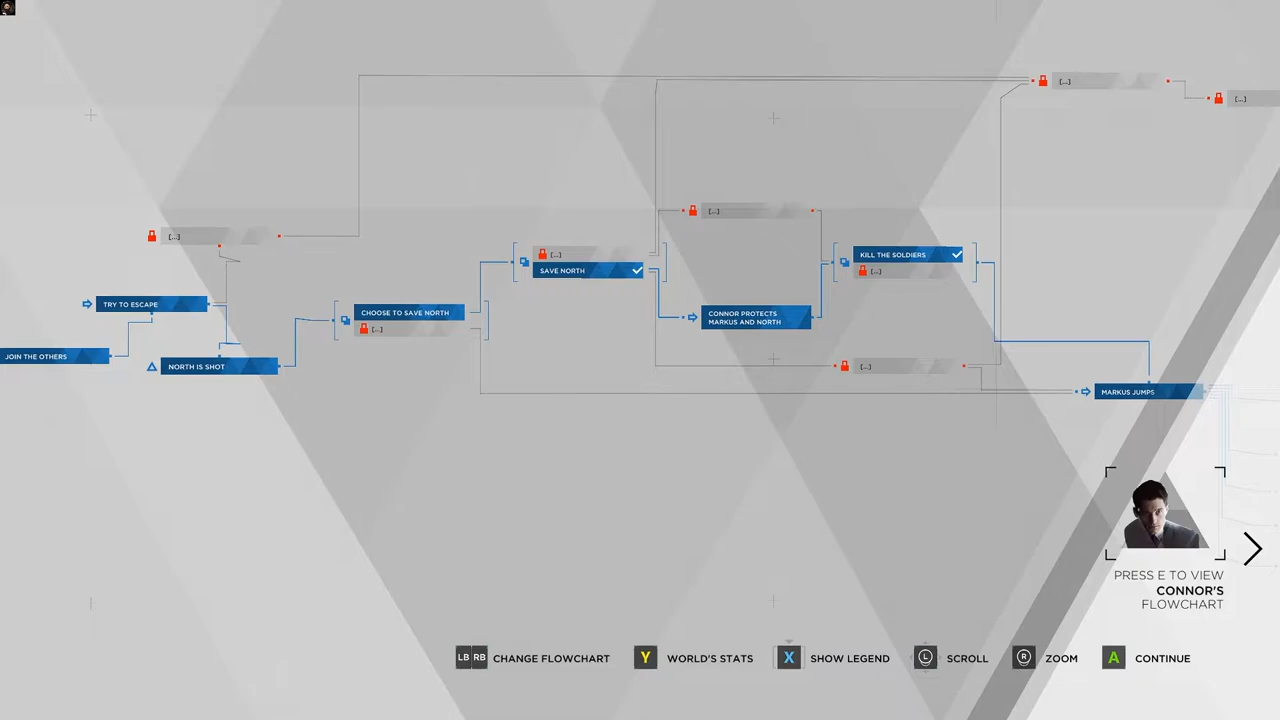 [...]
[...]
[...]
[...]
TRY TO ESCAPE
JOIN THE OTHERS
NORTH IS SHOT
CHOOSE TO SAVE NORTH
[...]
[...]
SAVE NORTH
CONNOR PROTECTS
MARKUS AND NORTH
KILL THE SOLDIERS
[...]
[...]
MARKUS JUMPS
PRESS E TO VIEW
CONNOR'S
FLOWCHART
LB RB CHANGE FLOWCHART Y WORLD'S STATS X SHOW LEGEND L SCROLL R ZOOM A CONTINUE